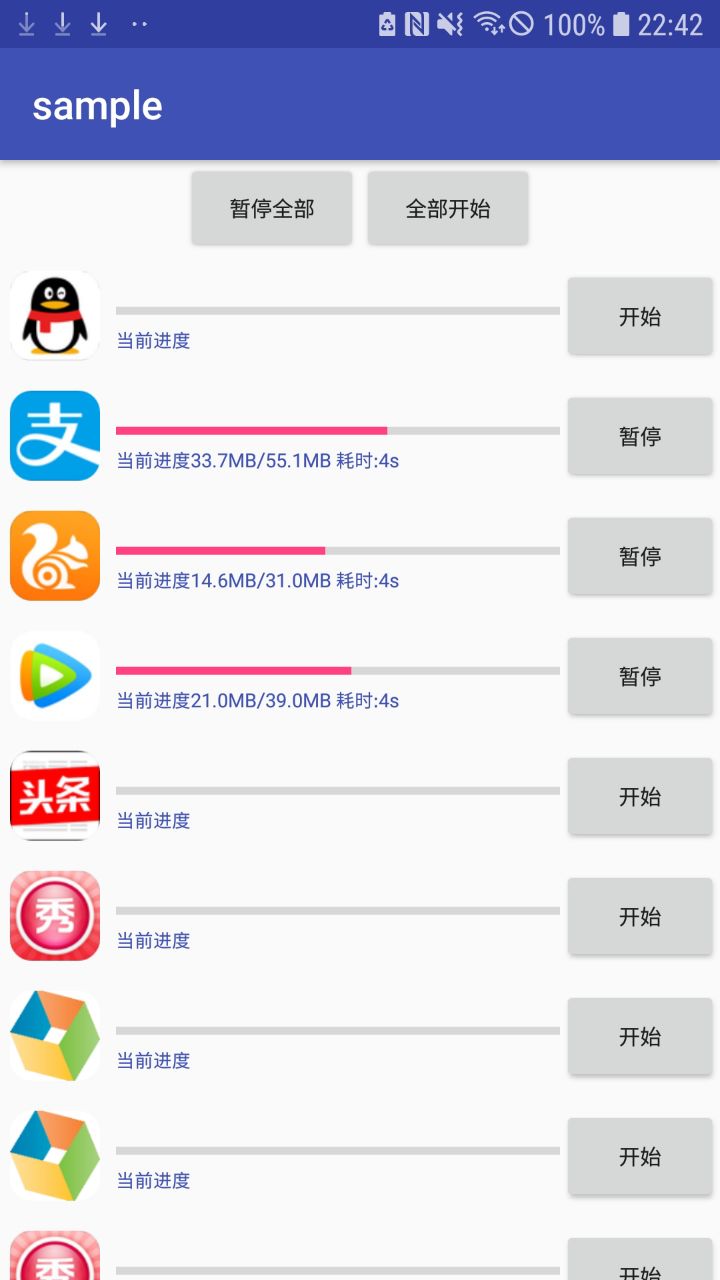 100% 22:42
sample
暂停全部 全部开始
开始
当前进度
支
当前进度33.7MB/55.1MB 耗时:4s
暂停
当前进度14.6MB/31.0MB 耗时:4s
暂停
当前进度21.0MB/39.0MB 耗时:4s
暂停
头条
当前进度
开始
秀
当前进度
开始
当前进度
开始
当前进度
开始
秀
开始